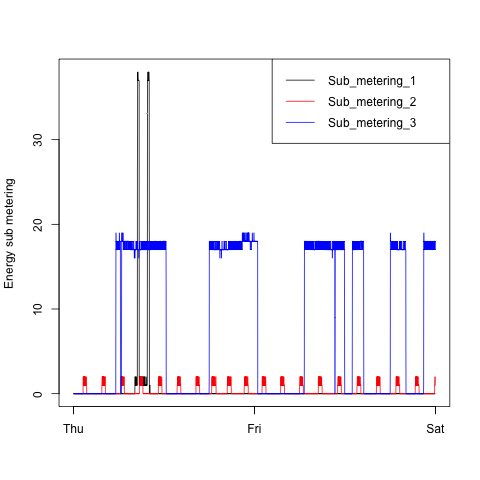 Sub_metering_1
Sub_metering_2
Sub_metering_3
Energy sub metering
30
20
10
0
Thu
Fri
Sat